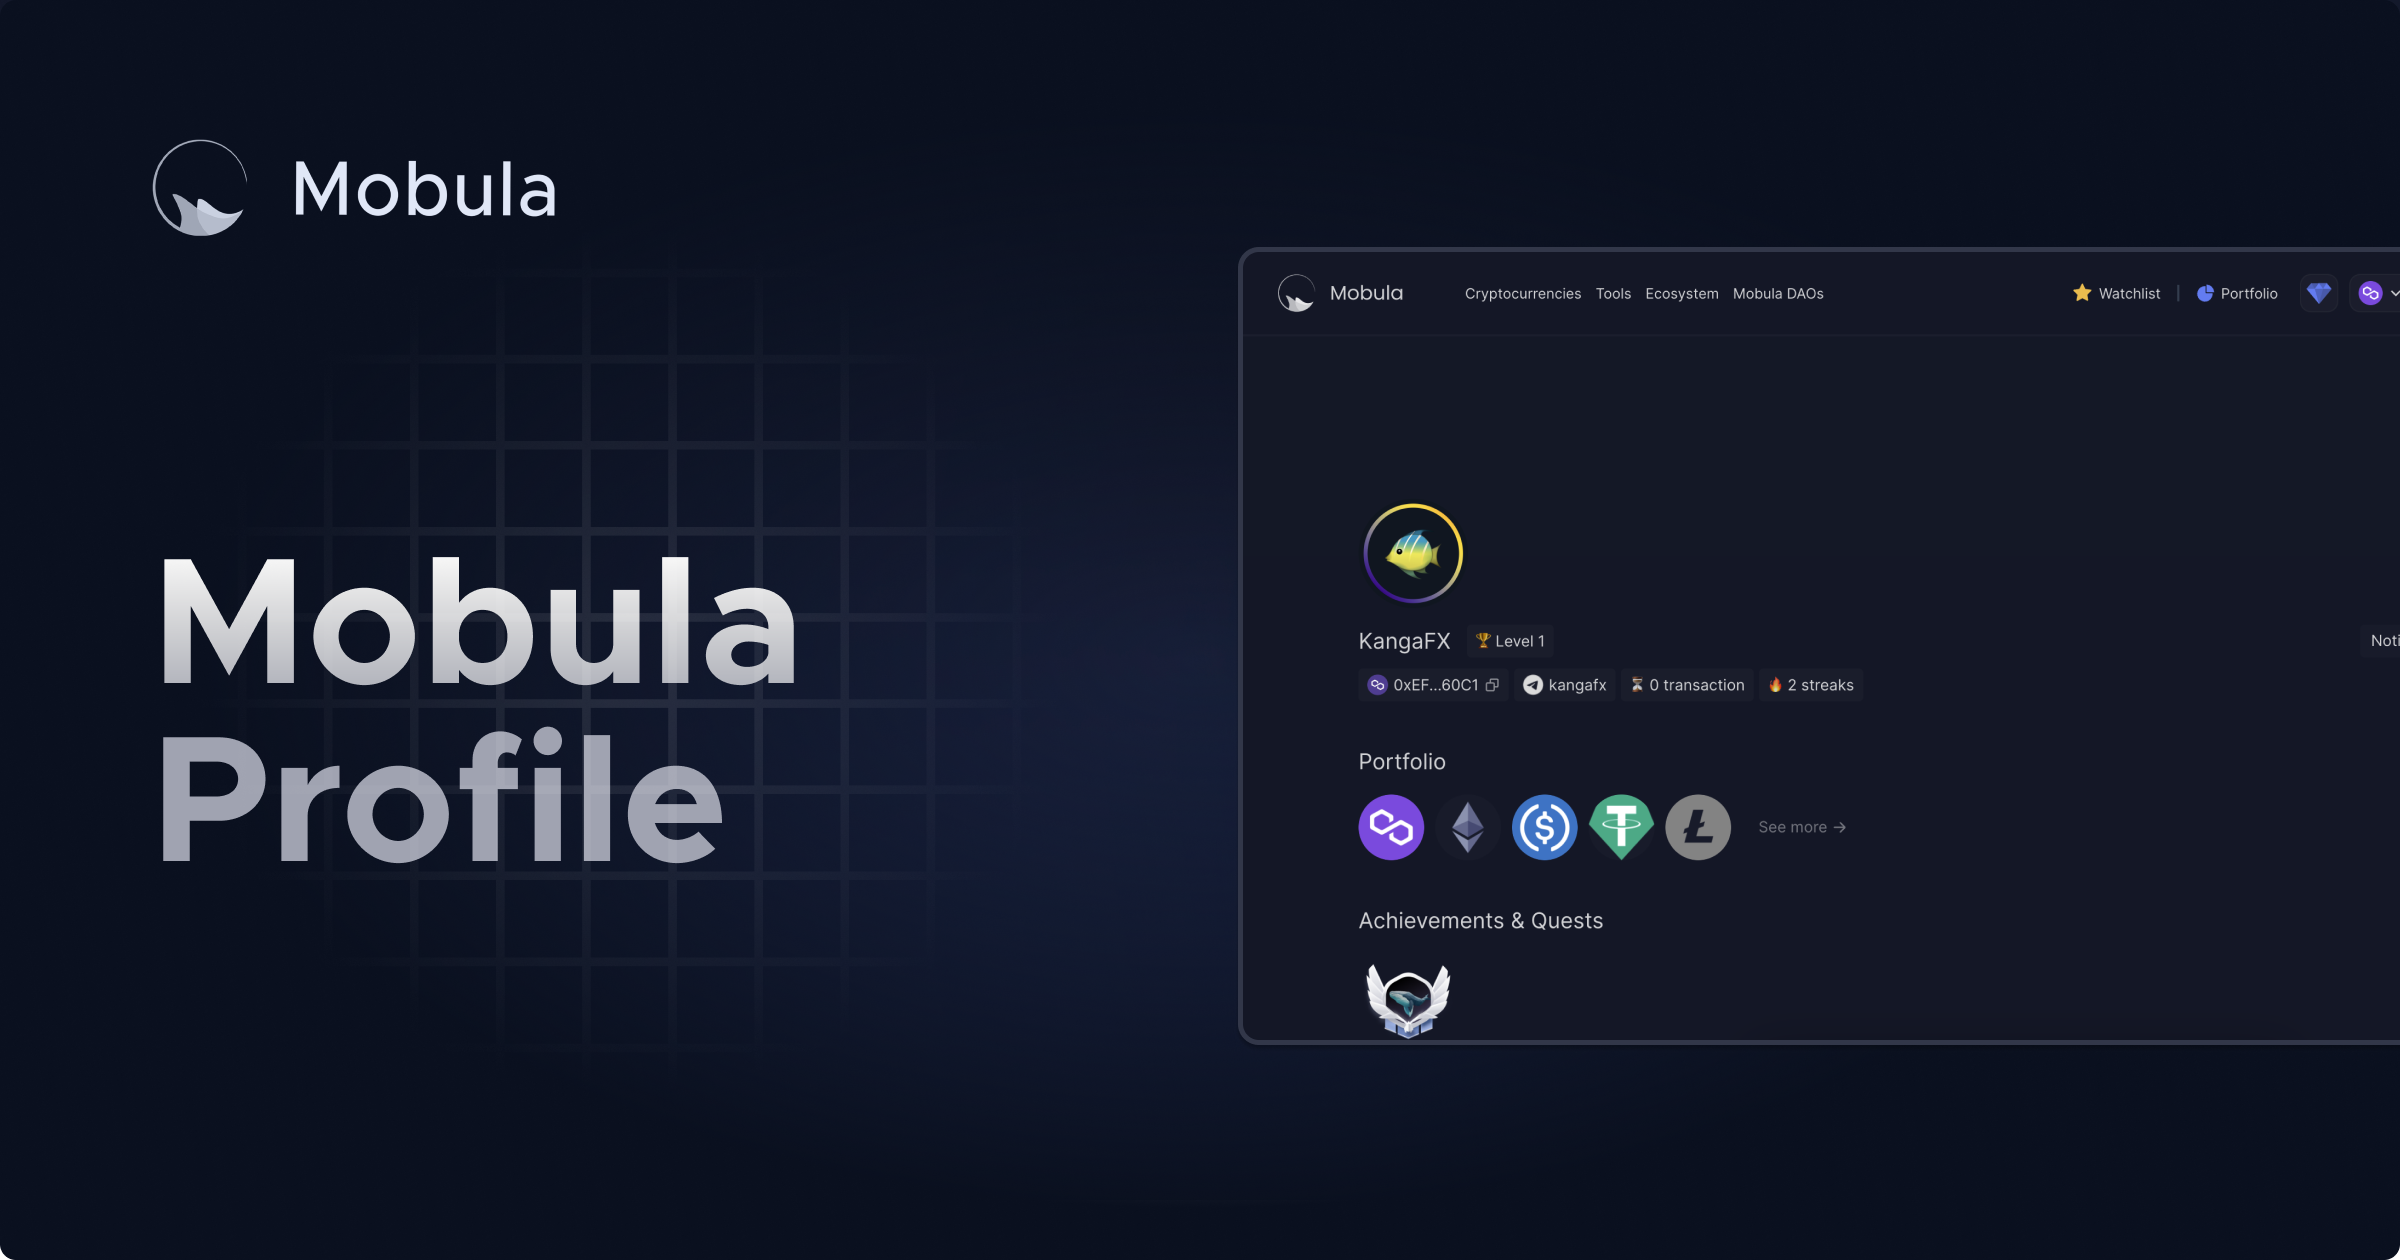 Mobula
Mobula
Profile
Mobula Cryptocurrencies Tools Ecosystem Mobula DAOs Watchlist | Portfolio
KangaFX Level 1
0xEF...60C1 kangafx 0 transaction 2 streaks
Portfolio
See more →
Achievements & Quests